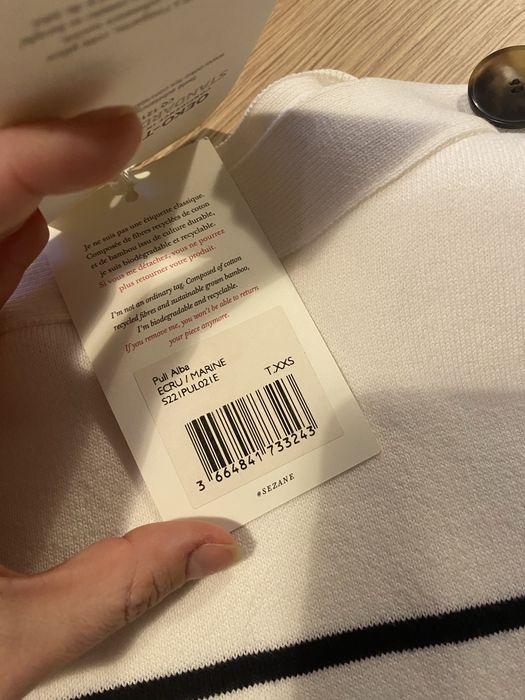 OEKO-T
STANDAR
Je ne suis pas une étiquette classique.
Composée de fibres recyclées de coton
et de bambou issu de culture durable,
je suis biodégradable et recyclable.
Si vous me détachez, vous ne pourrez
plus retourner votre produit.
I'm not an ordinary tag. Composed of cotton
recycled fibres and sustainable grown bamboo,
I'm biodegradable and recyclable.
If you remove me, you won't be able to return
your piece anymore.
Pull Alba
ECRU / MARINE T.XXS
S221PUL021E
3 664841 733243
#SEZANE